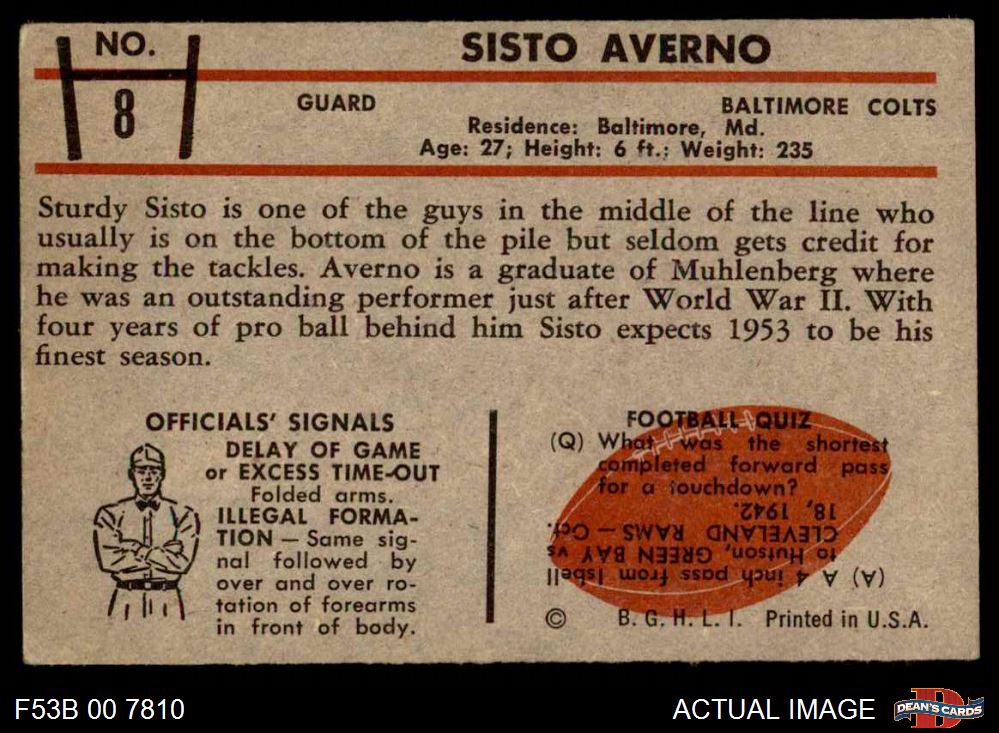 NO.
8
SISTO AVERNO
GUARD
BALTIMORE COLTS
Residence: Baltimore, Md.
Age: 27; Height: 6 ft.; Weight: 235
Sturdy Sisto is one of the guys in the middle of the line who
usually is on the bottom of the pile but seldom gets credit for
making the tackles. Averno is a graduate of Muhlenberg where
he was an outstanding performer just after World War II. With
four years of pro ball behind him Sisto expects 1953 to be his
finest season.
OFFICIALS' SIGNALS
DELAY OF GAME
or EXCESS TIME-OUT
Folded arms.
ILLEGAL FORMA-
TION — Same sig-
nal followed by
over and over ro-
tation of forearms
in front of body.
FOOTBALL QUIZ
(Q) What was the shortest
completed forward pass
for a touchdown?
(A) A 4 inch pass from Isbell
to Hutson, GREEN BAY vs
CLEVELAND RAMS — Oct.
18, 1942.
© B. G. H. L. I. Printed in U.S.A.
F53B 00 7810
ACTUAL IMAGE
D
DEAN'S CARDS